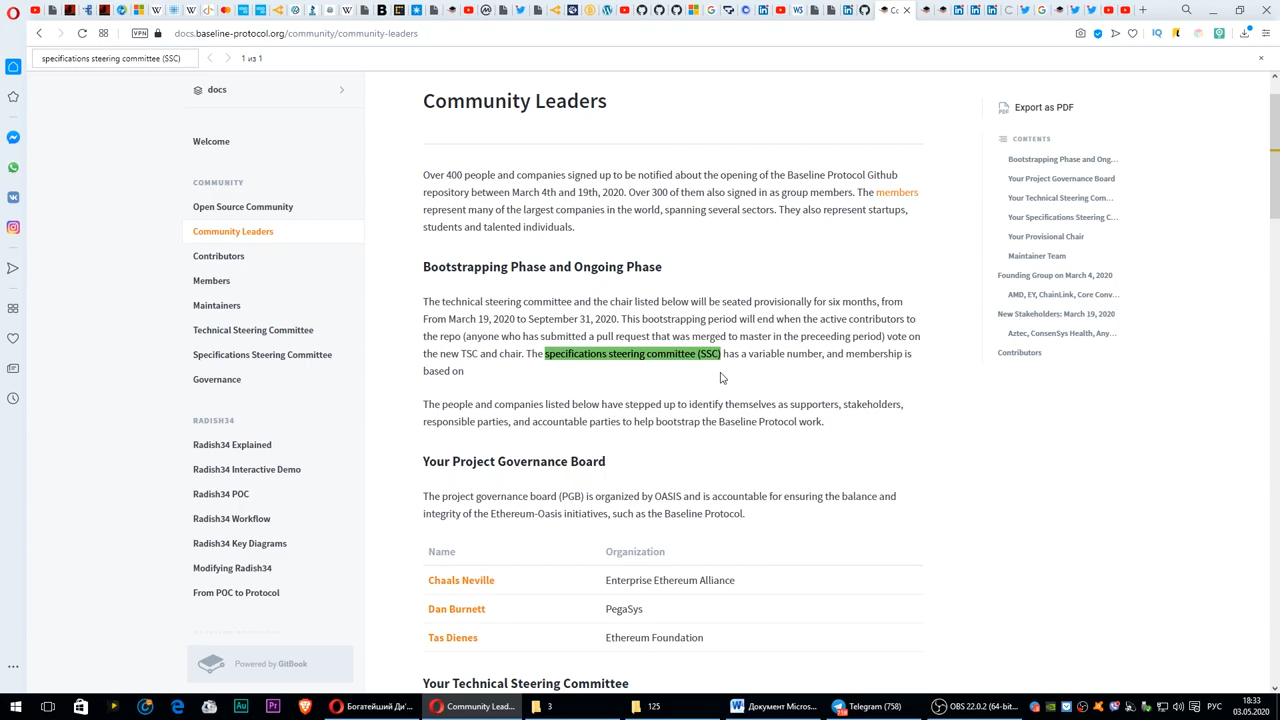 VPN
docs.baseline-protocol.org/community/community-leaders
specifications steering committee (SSC)
1 из 1
docs
Welcome
COMMUNITY
Open Source Community
Community Leaders
Contributors
Members
Maintainers
Technical Steering Committee
Specifications Steering Committee
Governance
RADISH34
Radish34 Explained
Radish34 Interactive Demo
Radish34 POC
Radish34 Workflow
Radish34 Key Diagrams
Modifying Radish34
From POC to Protocol
Powered by GitBook
Community Leaders
Over 400 people and companies signed up to be notified about the opening of the Baseline Protocol Github
repository between March 4th and 19th, 2020. Over 300 of them also signed in as group members. The members
represent many of the largest companies in the world, spanning several sectors. They also represent startups,
students and talented individuals.
Bootstrapping Phase and Ongoing Phase
The technical steering committee and the chair listed below will be seated provisionally for six months, from
From March 19, 2020 to September 31, 2020. This bootstrapping period will end when the active contributors to
the repo (anyone who has submitted a pull request that was merged to master in the preceeding period) vote on
the new TSC and chair. The specifications steering committee (SSC) has a variable number, and membership is
based on
The people and companies listed below have stepped up to identify themselves as supporters, stakeholders,
responsible parties, and accountable parties to help bootstrap the Baseline Protocol work.
Your Project Governance Board
The project governance board (PGB) is organized by OASIS and is accountable for ensuring the balance and
integrity of the Ethereum-Oasis initiatives, such as the Baseline Protocol.
Name Organization
Chaals Neville Enterprise Ethereum Alliance
Dan Burnett PegaSys
Tas Dienes Ethereum Foundation
Your Technical Steering Committee
Export as PDF
CONTENTS
Bootstrapping Phase and Ong...
Your Project Governance Board
Your Technical Steering Com...
Your Specifications Steering C...
Your Provisional Chair
Maintainer Team
Founding Group on March 4, 2020
AMD, EY, ChainLink, Core Conv...
New Stakeholders: March 19, 2020
Aztec, ConsenSys Health, Any...
Contributors
Богатейший Ди'...
Community Lead...
3
125
Документ Micros...
Telegram (758)
OBS 22.0.2 (64-bit...
РУС
18:33
03.05.2020